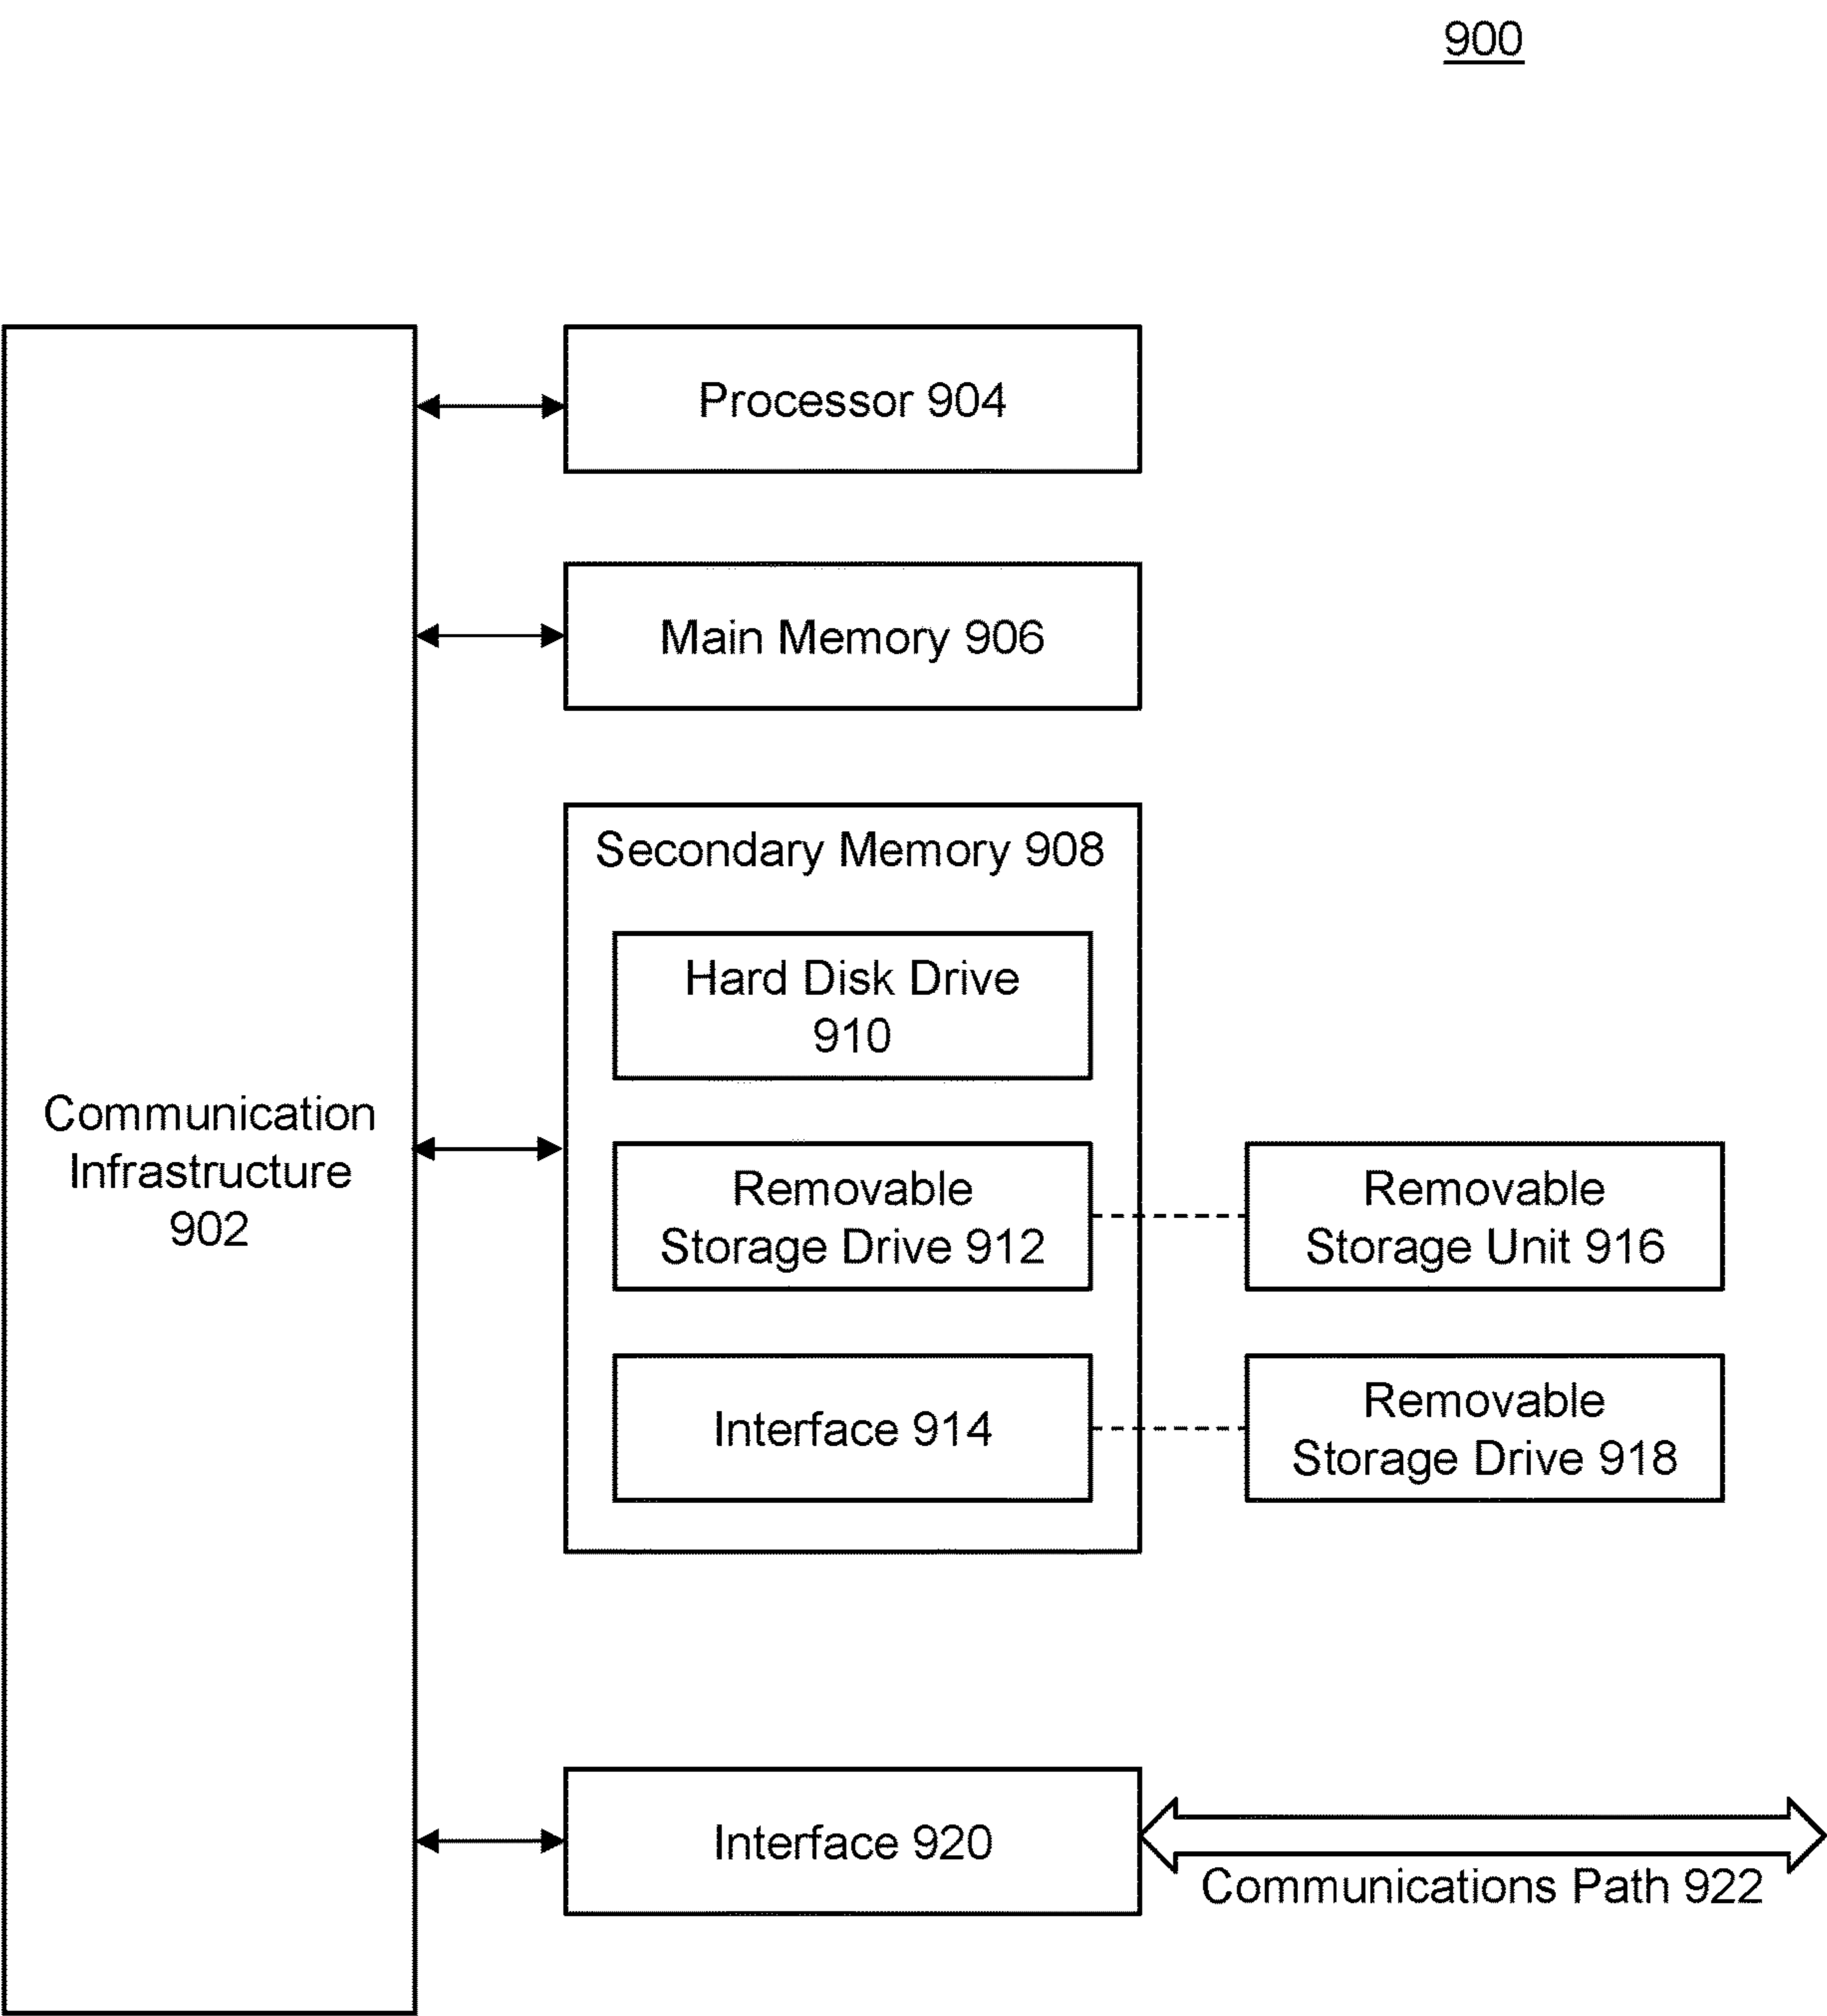 900
Processor 904
Main Memory 906
Secondary Memory 908
Hard Disk Drive
910
Communication
Infrastructure
902
Removable
Storage Drive 912
Removable
Storage Unit 916
Interface 914
Removable
Storage Drive 918
Interface 920
Communications Path 922